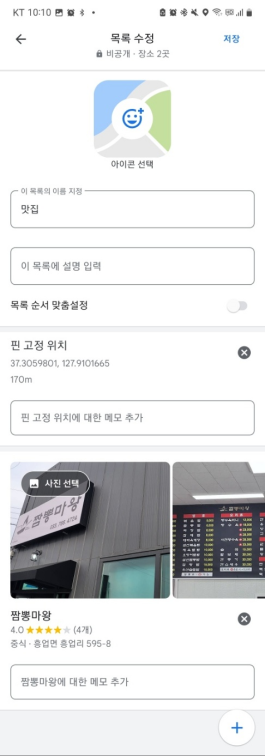 KT 10:10
목록 수정
저장
비공개 · 장소 2곳
아이콘 선택
이 목록의 이름 지정
맛집
이 목록에 설명 입력
목록 순서 맞춤설정
핀 고정 위치
37.3059801, 127.9101665
170m
핀 고정 위치에 대한 메모 추가
사진 선택
짬뽕마왕
짬뽕마왕
4.0 (4개)
중식 · 흥업면 흥업리 595-8
짬뽕마왕에 대한 메모 추가